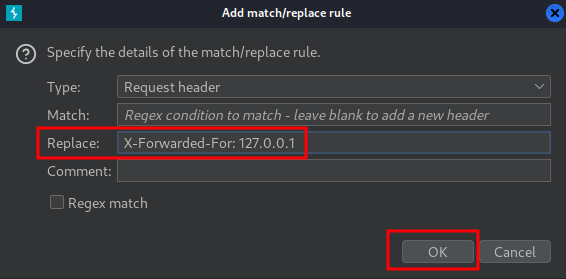 Add match/replace rule
Specify the details of the match/replace rule.
Type: Request header
Match: Regex condition to match - leave blank to add a new header
Replace: X-Forwarded-For: 127.0.0.1
Comment:
Regex match
OK Cancel